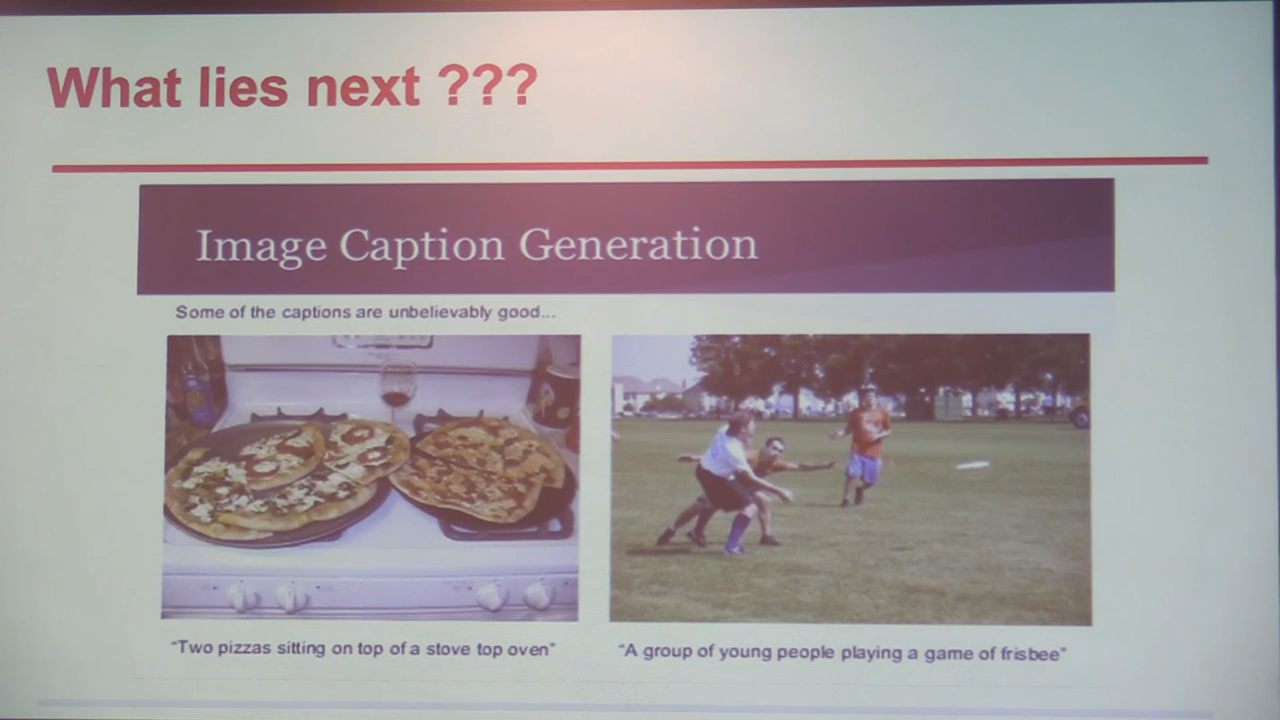 What lies next ???
Image Caption Generation
Some of the captions are unbelievably good...
"Two pizzas sitting on top of a stove top oven"
"A group of young people playing a game of frisbee"